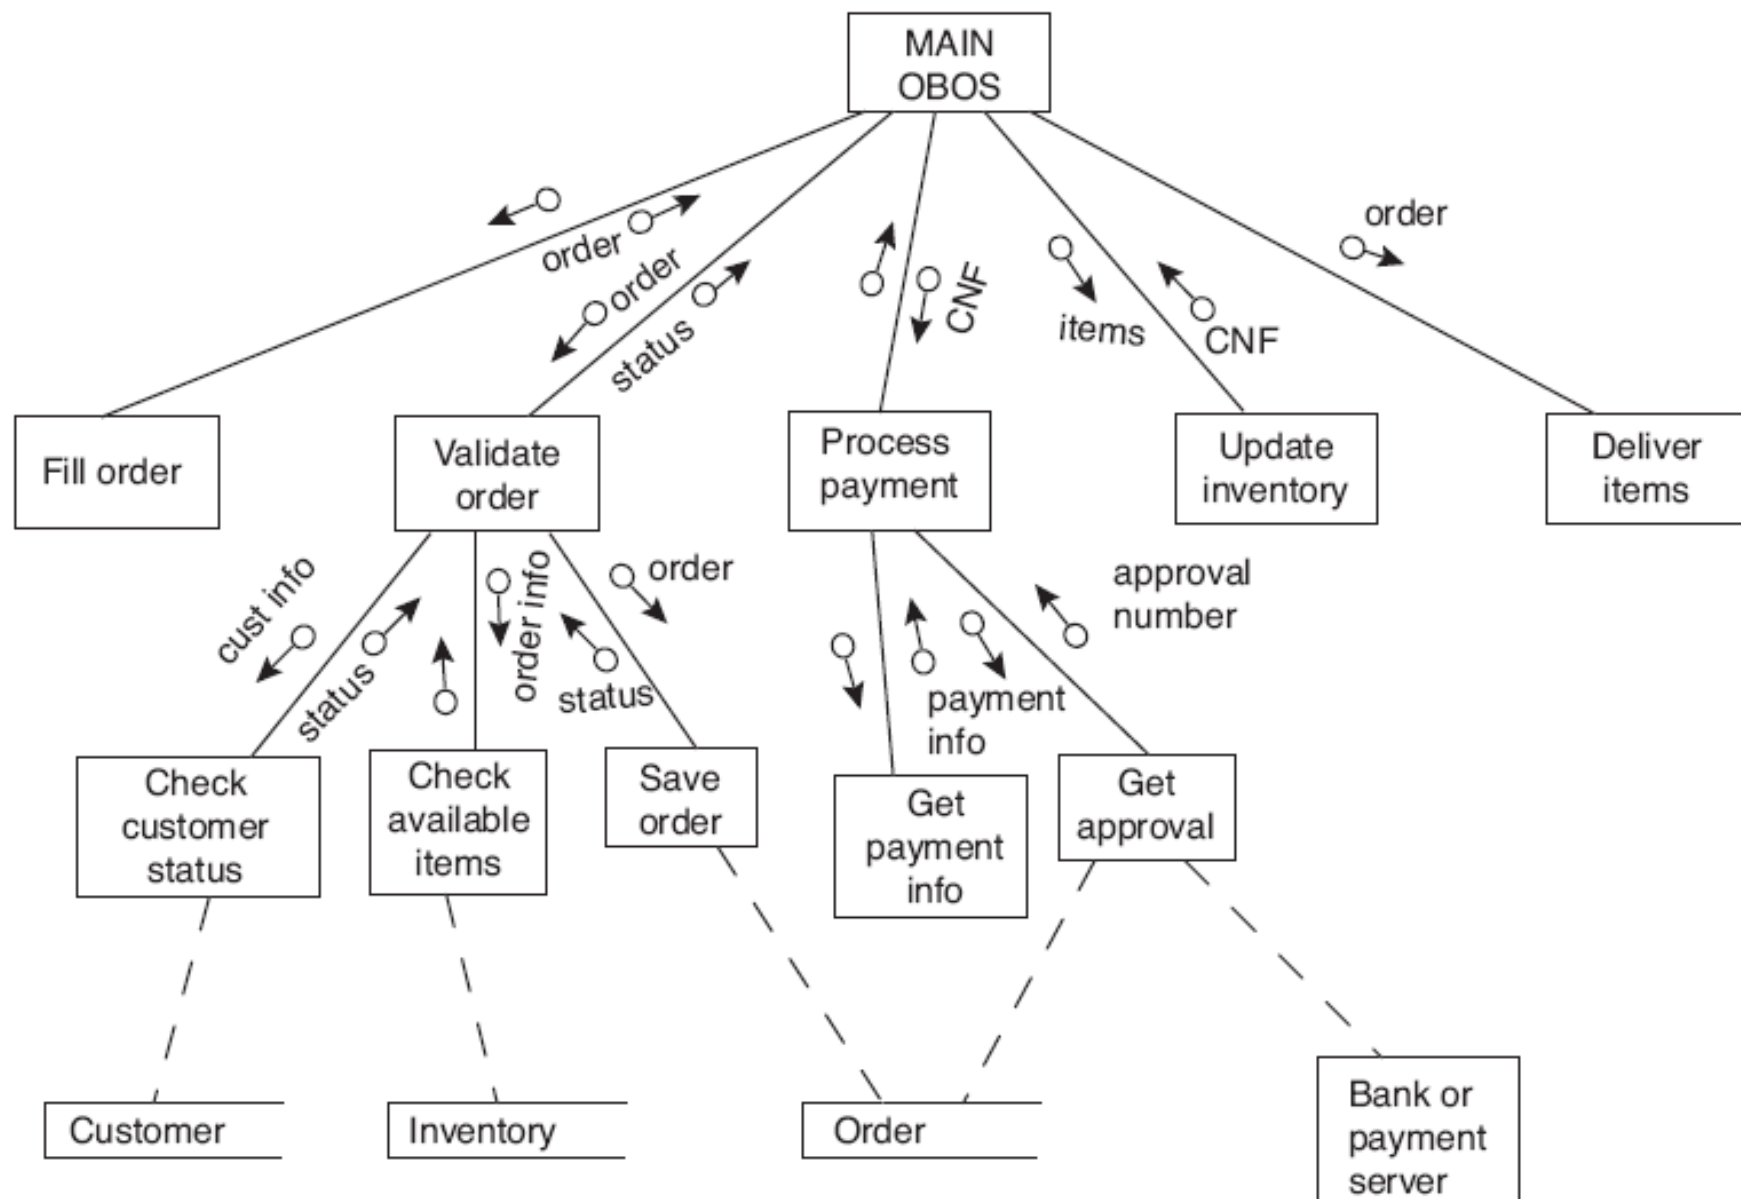 MAIN
OBOS
order
order
status
CNF
items
CNF
order
Fill order
Validate
order
Process
payment
Update
inventory
Deliver
items
cust info
status
order info
order
status
payment
info
approval
number
Check
customer
status
Check
available
items
Save
order
Get
payment
info
Get
approval
Customer
Inventory
Order
Bank or
payment
server